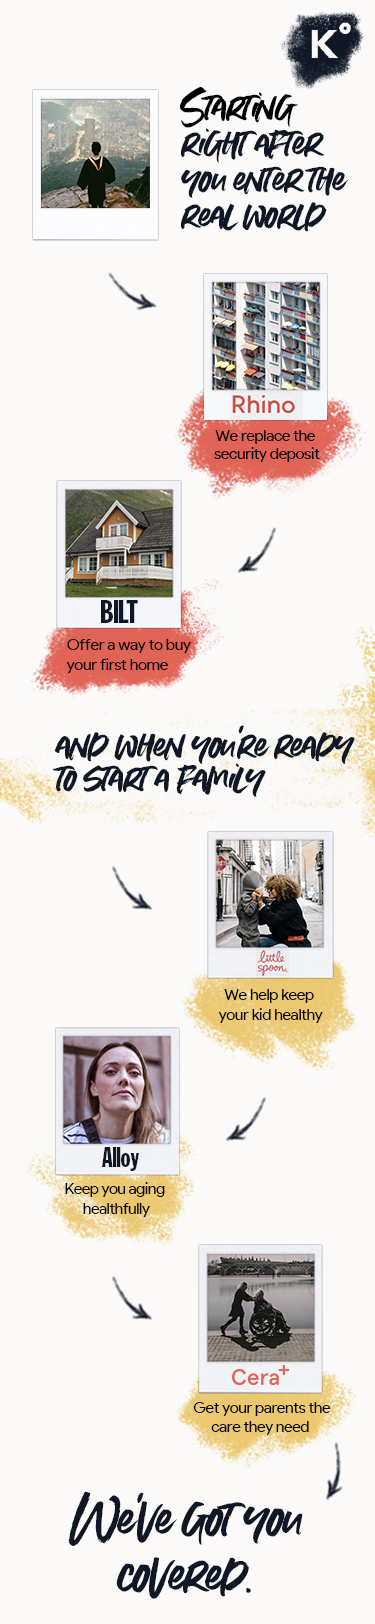 K°
STARTING
RIGHT AFTER
YOU ENTER THE
REAL WORLD
Rhino
We replace the
security deposit
BILT
Offer a way to buy
your first home
AND WHEN YOU'RE READY
TO START A FAMILY
little
spoon.
We help keep
your kid healthy
Alloy
Keep you aging
healthfully
Cera+
Get your parents the
care they need
WE'VE GOT YOU
COVERED.